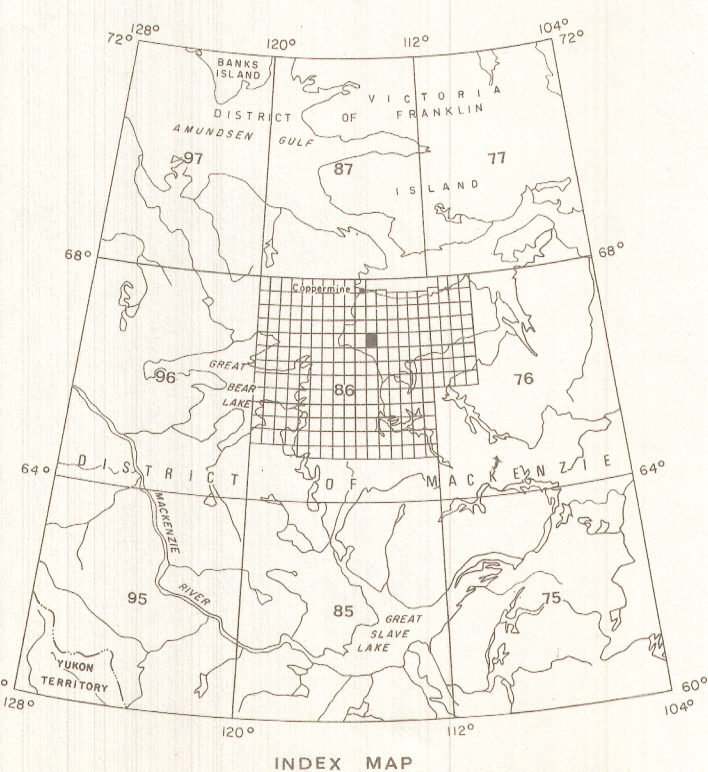 128°
120°
112°
104°
72°
72°
BANKS
ISLAND
VICTORIA
DISTRICT OF FRANKLIN
AMUNDSEN GULF
97
87
77
ISLAND
68°
68°
Coppermine
GREAT
96
86
76
BEAR
LAKE
DISTRICT OF MACKENZIE
64°
64°
MACKENZIE
RIVER
95
85
75
GREAT
SLAVE
LAKE
YUKON
TERRITORY
60°
128°
104°
120°
112°
INDEX MAP